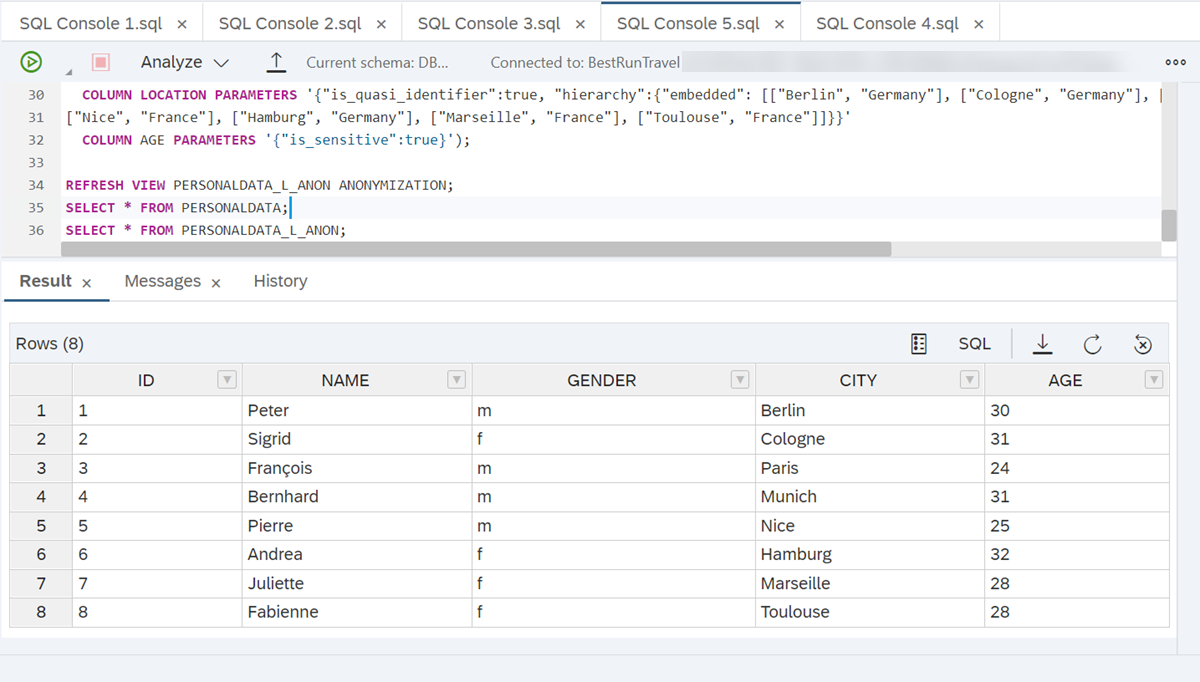 SQL Console 1.sql × SQL Console 2.sql × SQL Console 3.sql × SQL Console 5.sql × SQL Console 4.sql ×
Analyze Current schema: DB... Connected to: BestRunTravel
30 COLUMN LOCATION PARAMETERS '{"is_quasi_identifier":true, "hierarchy":{"embedded": [["Berlin", "Germany"], ["Cologne", "Germany"], [
31 ["Nice", "France"], ["Hamburg", "Germany"], ["Marseille", "France"], ["Toulouse", "France"]]}}'
32 COLUMN AGE PARAMETERS '{"is_sensitive":true}');
33
34 REFRESH VIEW PERSONALDATA_L_ANON ANONYMIZATION;
35 SELECT * FROM PERSONALDATA;
36 SELECT * FROM PERSONALDATA_L_ANON;
Result × Messages × History
Rows (8) SQL
ID NAME GENDER CITY AGE
1 1 Peter m Berlin 30
2 2 Sigrid f Cologne 31
3 3 François m Paris 24
4 4 Bernhard m Munich 31
5 5 Pierre m Nice 25
6 6 Andrea f Hamburg 32
7 7 Juliette f Marseille 28
8 8 Fabienne f Toulouse 28